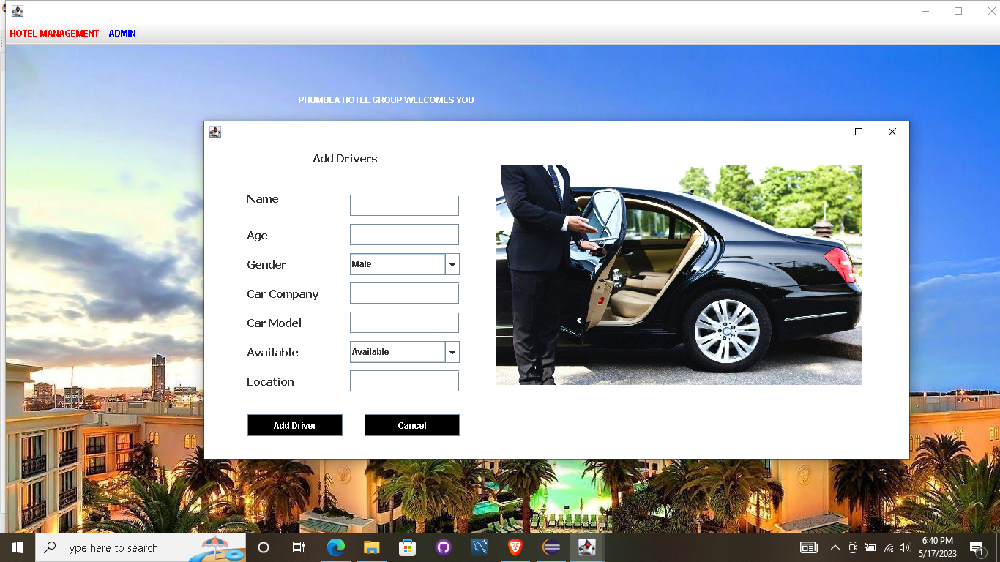 HOTEL MANAGEMENT ADMIN
PHUMULA HOTEL GROUP WELCOMES YOU
Add Drivers
Name
Age
Gender Male
Car Company
Car Model
Available Available
Location
Add Driver Cancel
Type here to search
6:40 PM
5/17/2023
1